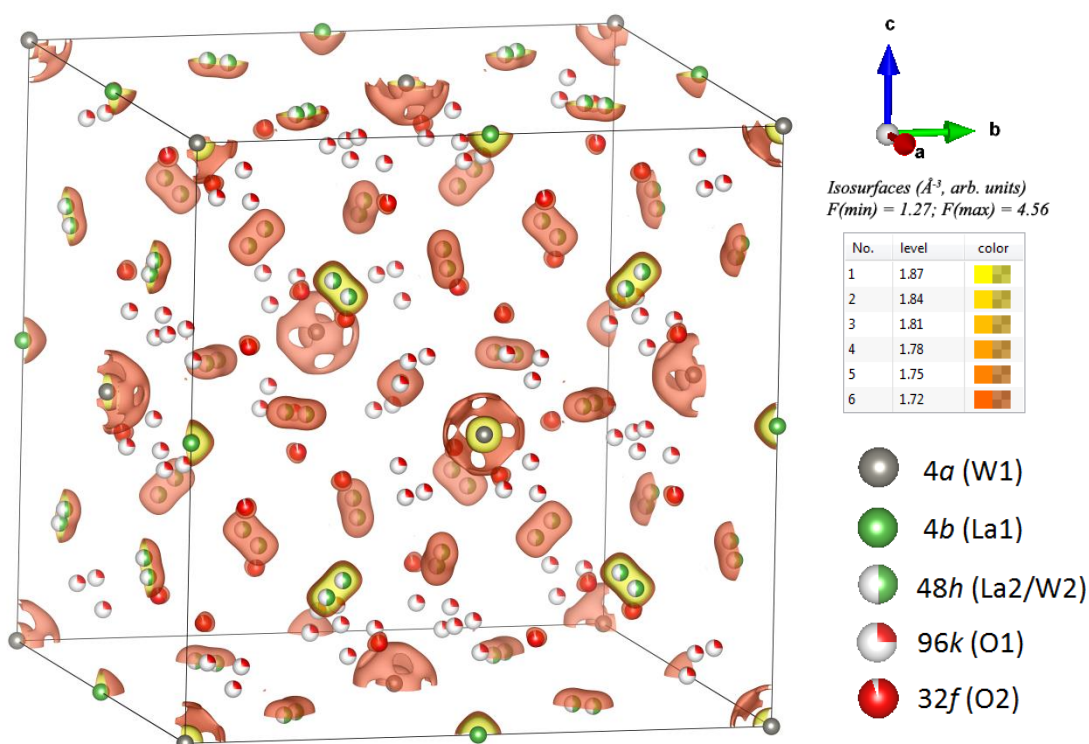 c
b
a
Isosurfaces (Å⁻³, arb. units)
F(min) = 1.27; F(max) = 4.56
No. level color
1 1.87
2 1.84
3 1.81
4 1.78
5 1.75
6 1.72
4a (W1)
4b (La1)
48h (La2/W2)
96k (O1)
32f (O2)